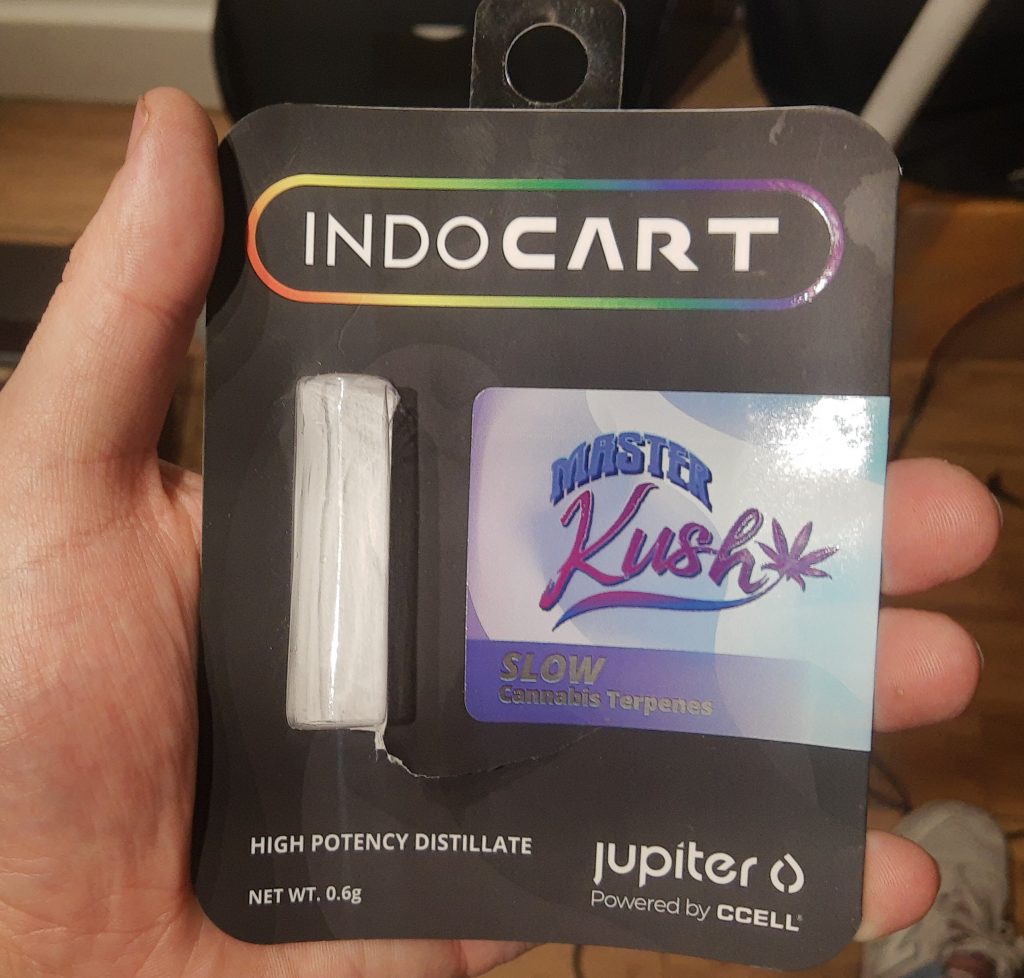 INDOCART
MASTER
Kush
SLOW
Cannabis Terpenes
HIGH POTENCY DISTILLATE
NET WT. 0.6g
jupiter
Powered by CCELL®